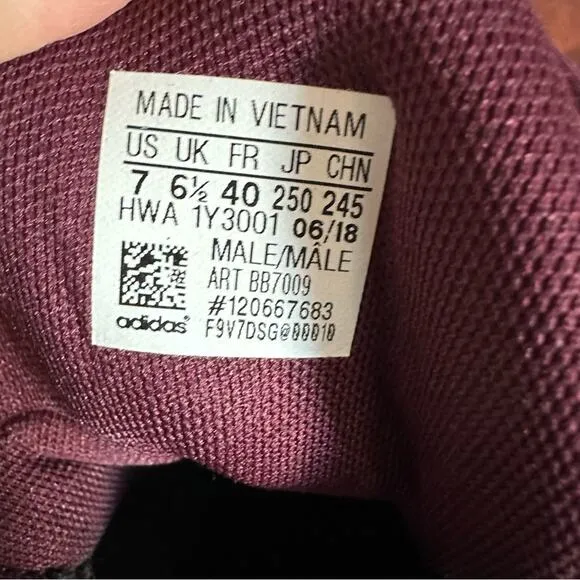 MADE IN VIETNAM
US UK FR JP CHN
7 6½ 40 250 245
HWA 1Y3001 06/18
MALE/MÂLE
ART BB7009
#120667683
adidas® F9V7DSG@00010